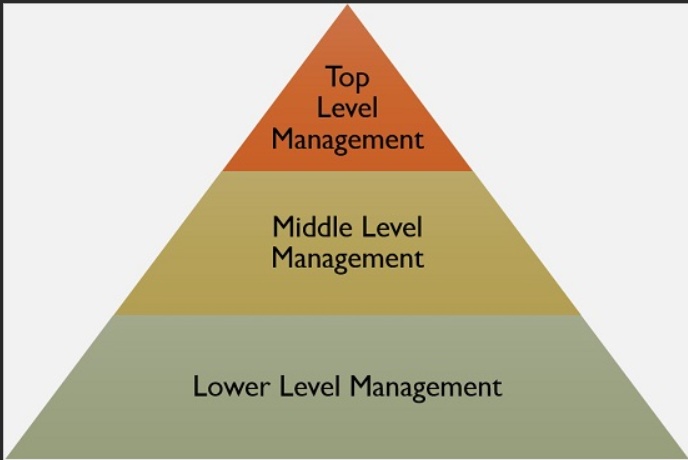 Top
Level
Management
Middle Level
Management
Lower Level Management